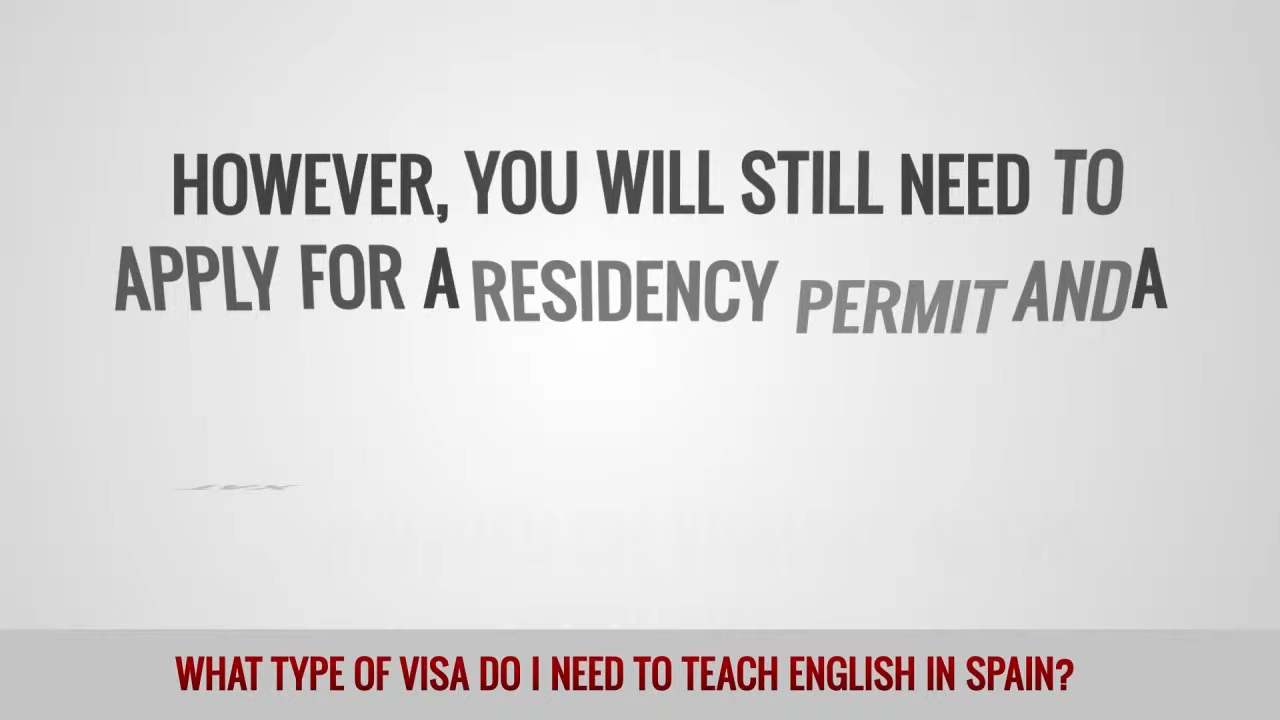 HOWEVER, YOU WILL STILL NEED TO
APPLY FOR A RESIDENCY PERMIT AND A
WHAT TYPE OF VISA DO I NEED TO TEACH ENGLISH IN SPAIN?